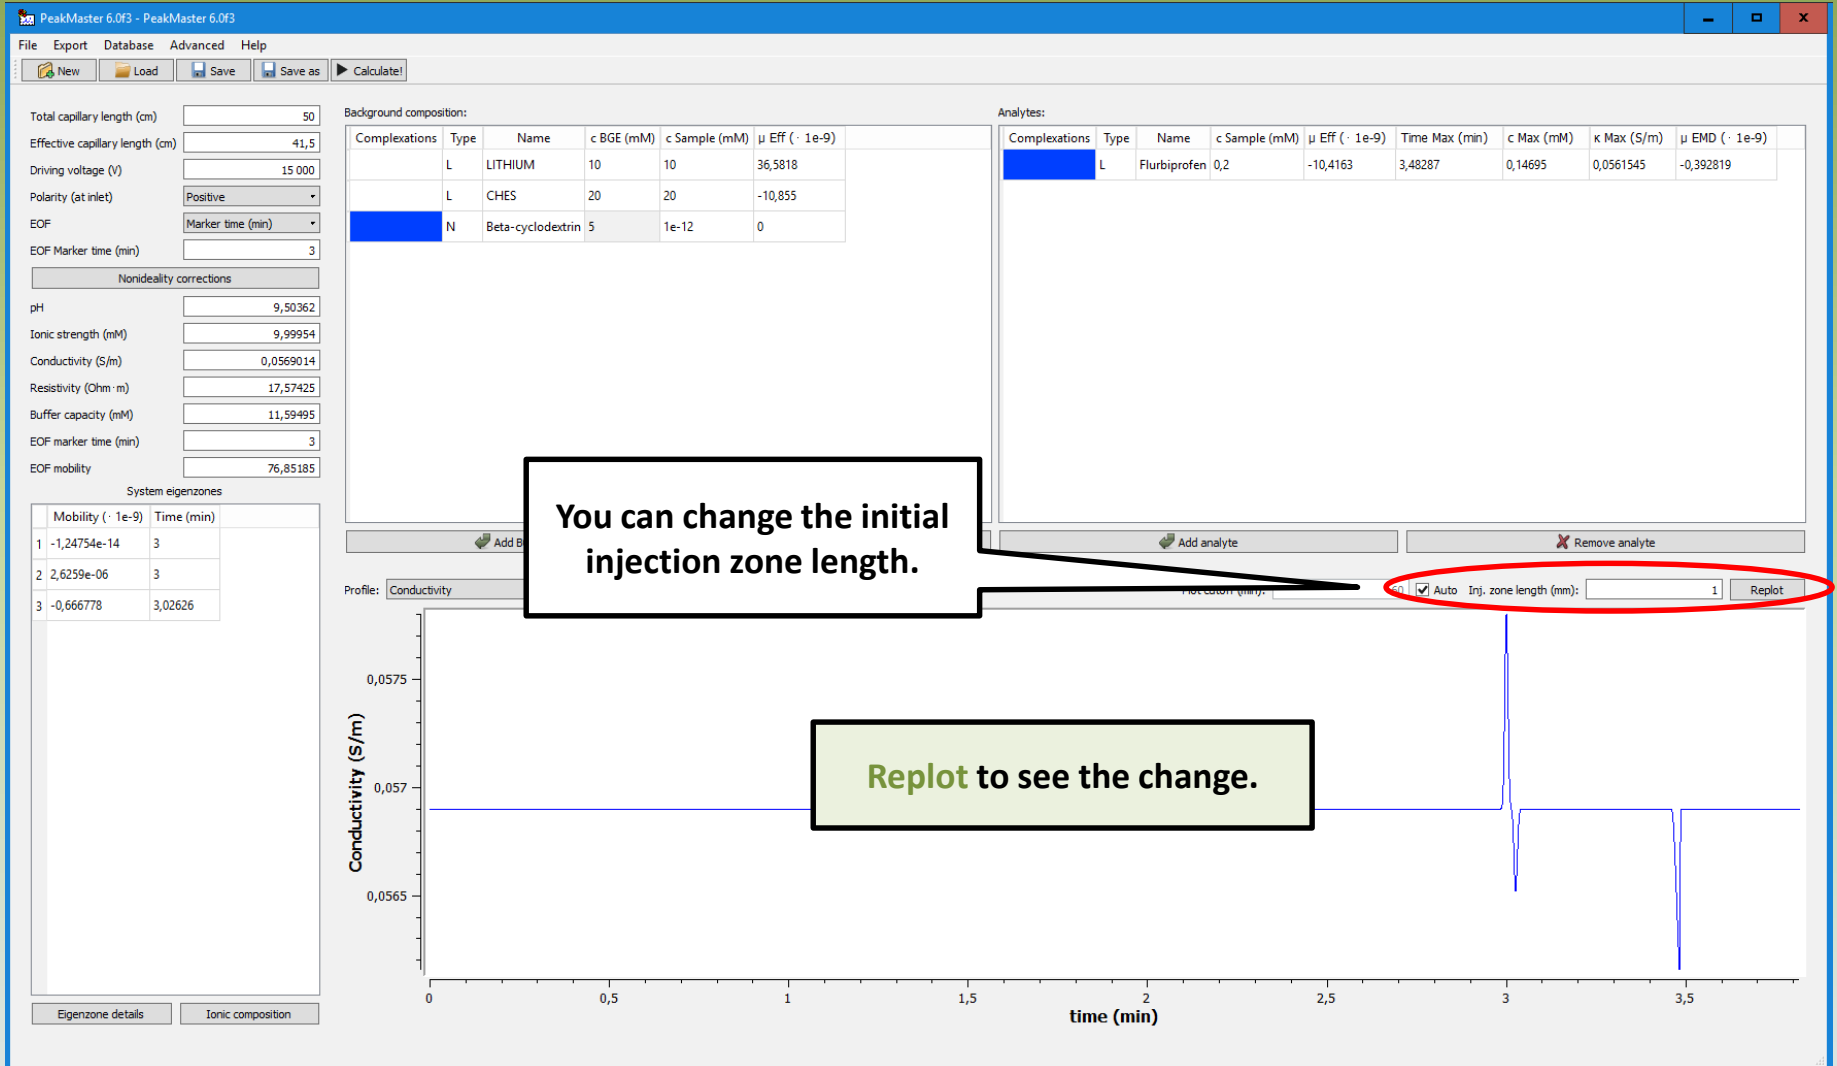 PeakMaster 6.0f3 - PeakMaster 6.0f3
File Export Database Advanced Help
New Load Save Save as Calculate!
Total capillary length (cm) 50
Effective capillary length (cm) 41,5
Driving voltage (V) 15 000
Polarity (at inlet) Positive
EOF Marker time (min)
EOF Marker time (min) 3
Nonideality corrections
pH 9,50362
Ionic strength (mM) 9,99954
Conductivity (S/m) 0,0569014
Resistivity (Ohm·m) 17,57425
Buffer capacity (mM) 11,59495
EOF marker time (min) 3
EOF mobility 76,85185
System eigenzones
Mobility (· 1e-9) Time (min)
1 -1,24754e-14 3
2 2,6259e-06 3
3 -0,666778 3,02626
Eigenzone details Ionic composition
Background composition:
Complexations Type Name c BGE (mM) c Sample (mM) μ Eff (· 1e-9)
L LITHIUM 10 10 36,5818
L CHES 20 20 -10,855
N Beta-cyclodextrin 5 1e-12 0
Add
Analytes:
Complexations Type Name c Sample (mM) μ Eff (· 1e-9) Time Max (min) c Max (mM) κ Max (S/m) μ EMD (· 1e-9)
L Flurbiprofen 0,2 -10,4163 3,48287 0,14695 0,0561545 -0,392819
Add analyte Remove analyte
You can change the initial
injection zone length.
Profile: Conductivity (min): Auto Inj. zone length (mm): 1 Replot
Replot to see the change.
Conductivity (S/m)
0,0575
0,057
0,0565
0 0,5 1 1,5 2 2,5 3 3,5
time (min)